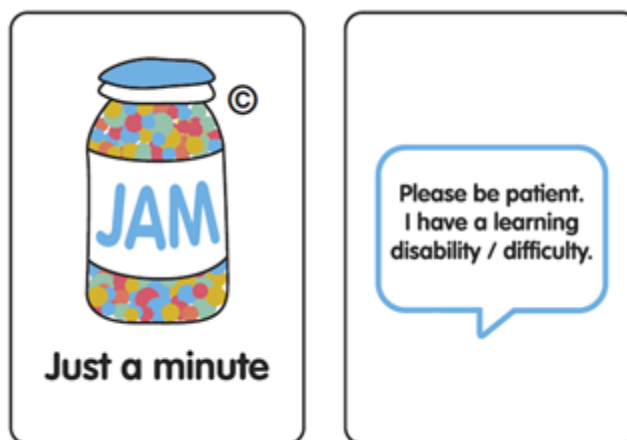 ©
JAM
Just a minute
Please be patient.
I have a learning
disability / difficulty.